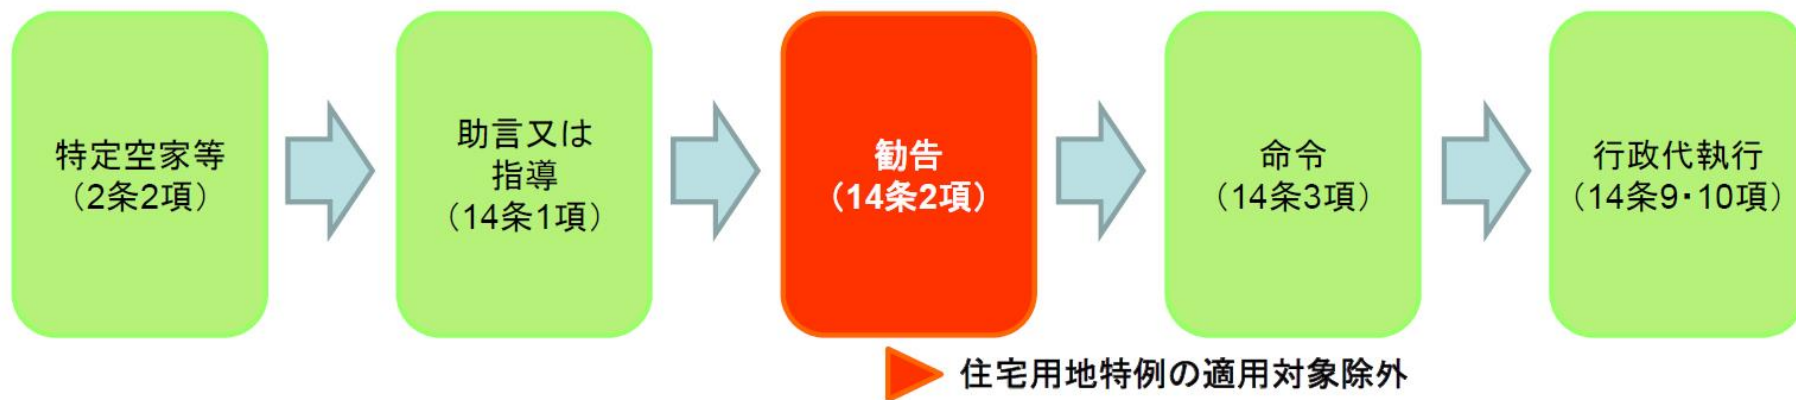 特定空家等
（2条2項）
助言又は
指導
（14条1項）
勧告
（14条2項）
命令
（14条3項）
行政代執行
（14条9・10項）
住宅用地特例の適用対象除外